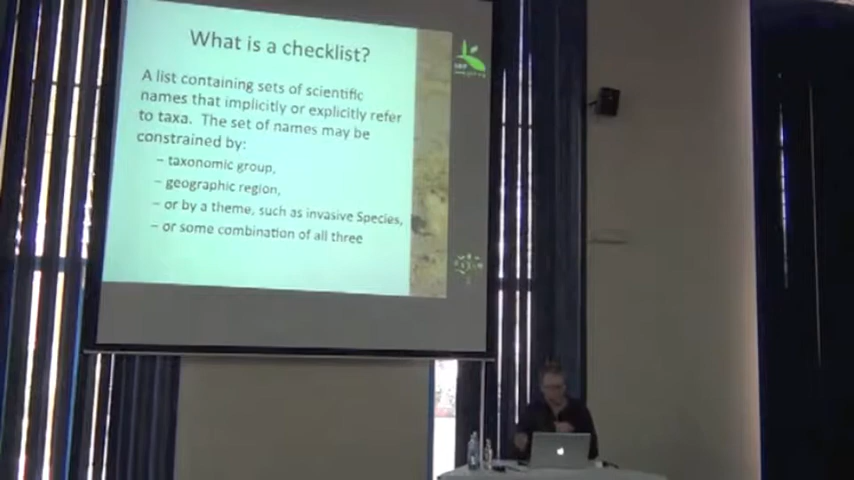 What is a checklist?
A list containing sets of scientific
names that implicitly or explicitly refer
to taxa. The set of names may be
constrained by:
– taxonomic group,
– geographic region,
– or by a theme, such as invasive Species,
– or some combination of all three